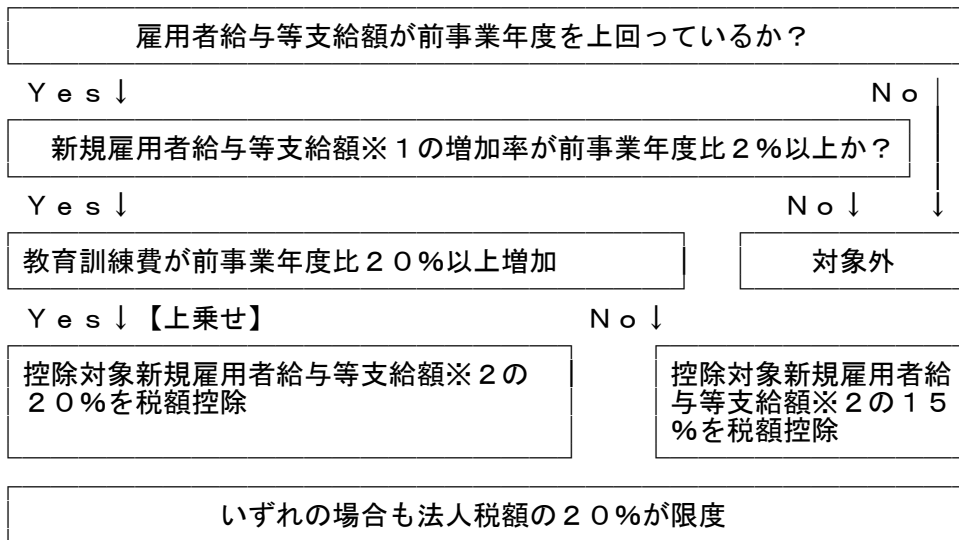 雇用者給与等支給額が前事業年度を上回っているか？
Ｙｅｓ↓ Ｎｏ
新規雇用者給与等支給額※１の増加率が前事業年度比２％以上か？
Ｙｅｓ↓ Ｎｏ↓ ↓
教育訓練費が前事業年度比２０％以上増加 対象外
Ｙｅｓ↓【上乗せ】 Ｎｏ↓
控除対象新規雇用者給与等支給額※２の
２０％を税額控除
控除対象新規雇用者給
与等支給額※２の１５
％を税額控除
いずれの場合も法人税額の２０％が限度